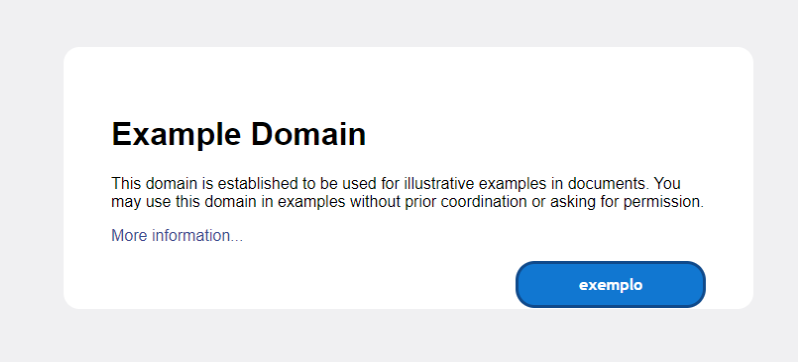 Example Domain
This domain is established to be used for illustrative examples in documents. You
may use this domain in examples without prior coordination or asking for permission.
More information...
exemplo